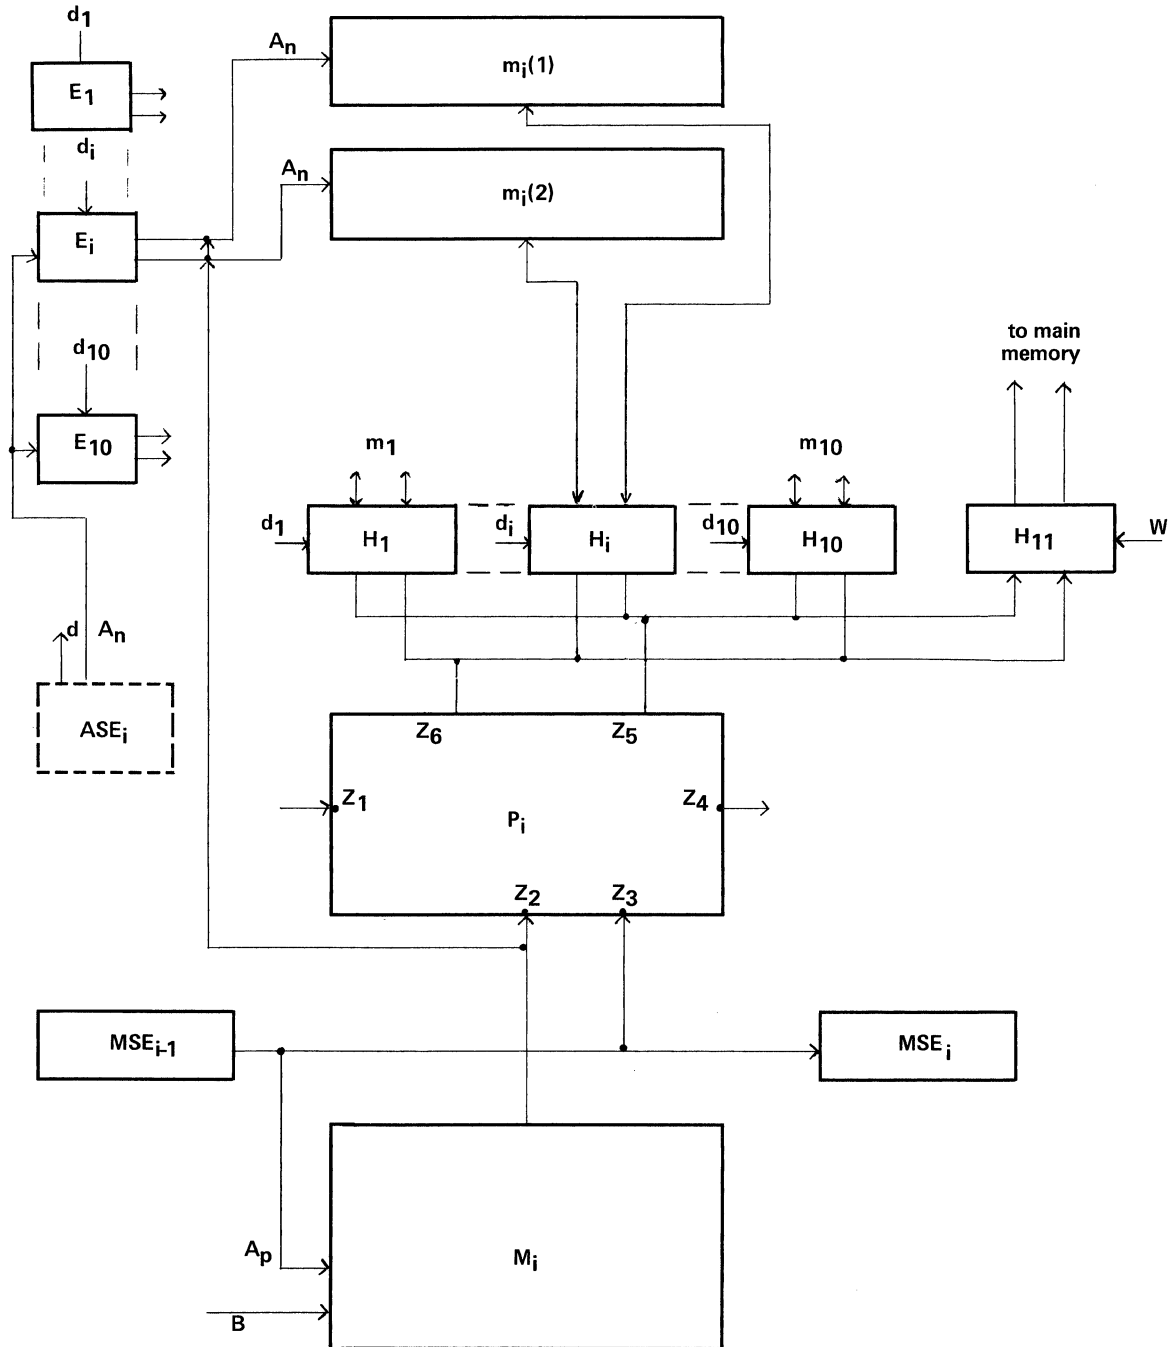 d1
E1
An
mi(1)
di
An
mi(2)
Ei
d10
to main
memory
E10
m1
m10
d1
H1
di
Hi
d10
H10
H11
W
d
An
ASEi
Z6
Z5
Z1
Z4
Pi
Z2
Z3
MSEi-1
MSEi
Ap
Mi
B